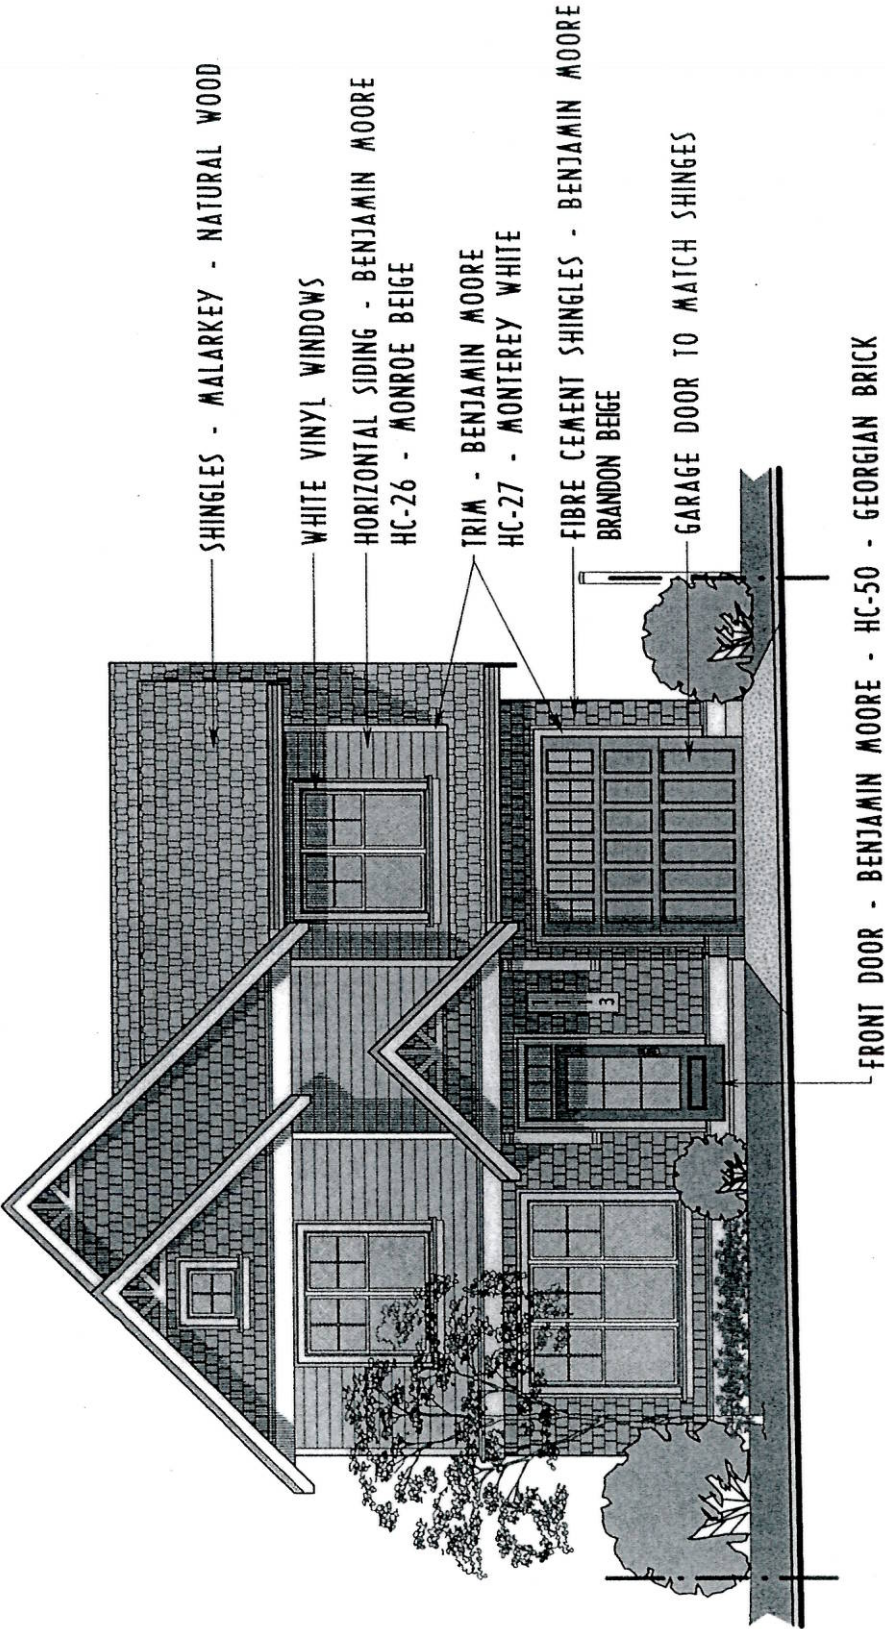 SHINGLES - MALARKEY - NATURAL WOOD
WHITE VINYL WINDOWS
HORIZONTAL SIDING - BENJAMIN MOORE
HC-26 - MONROE BEIGE
TRIM - BENJAMIN MOORE
HC-27 - MONTEREY WHITE
FIBRE CEMENT SHINGLES - BENJAMIN MOORE
BRANDON BEIGE
GARAGE DOOR TO MATCH SHINGES
3
FRONT DOOR - BENJAMIN MOORE - HC-50 - GEORGIAN BRICK